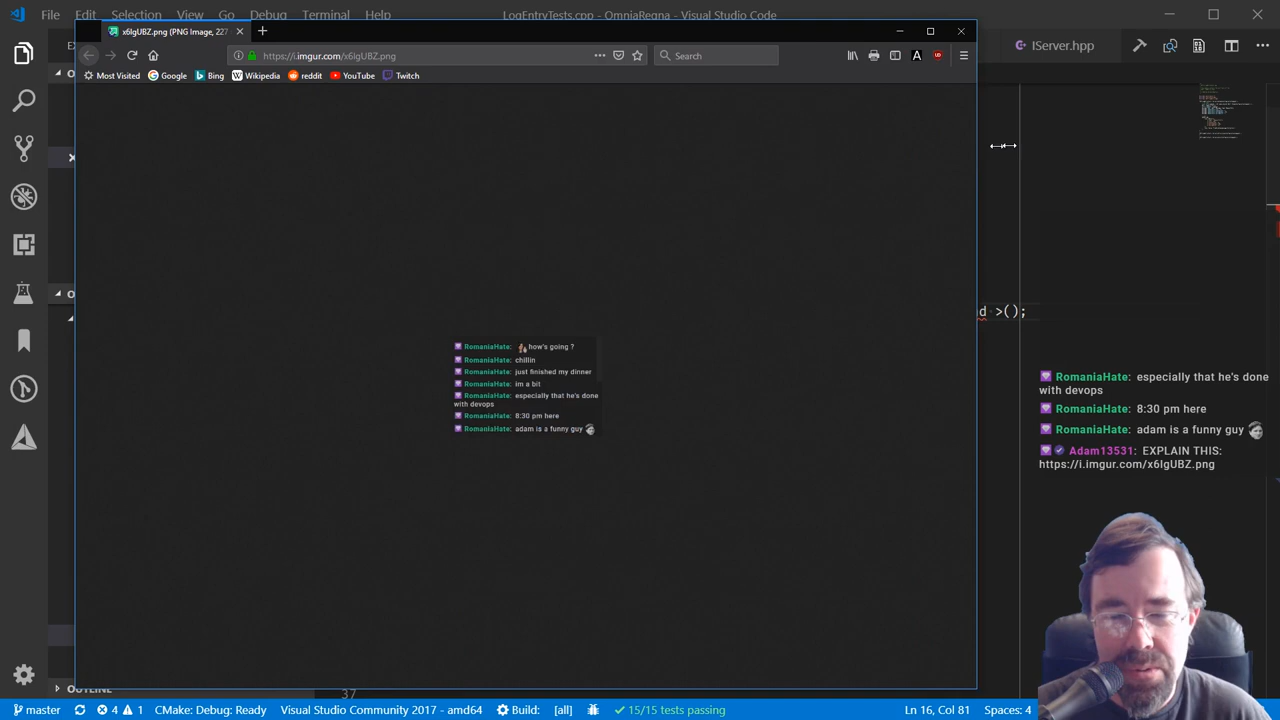 File Edit Selection View Go Debug Terminal Help LogEntryTests.cpp - OmniaRegna - Visual Studio Code
x6IgUBZ.png (PNG Image, 227
IServer.hpp
https://i.imgur.com/x6IgUBZ.png
Search
Most Visited Google Bing Wikipedia reddit YouTube Twitch
RomaniaHate: how's going ?
RomaniaHate: chillin
RomaniaHate: just finished my dinner
RomaniaHate: im a bit
RomaniaHate: especially that he's done
with devops
RomaniaHate: 8:30 pm here
RomaniaHate: adam is a funny guy
d >();
RomaniaHate: especially that he's done
with devops
RomaniaHate: 8:30 pm here
RomaniaHate: adam is a funny guy
Adam13531: EXPLAIN THIS:
https://i.imgur.com/x6IgUBZ.png
OUTLINE
37
master 4 1 CMake: Debug: Ready Visual Studio Community 2017 - amd64 Build: [all] 15/15 tests passing Ln 16, Col 81 Spaces: 4